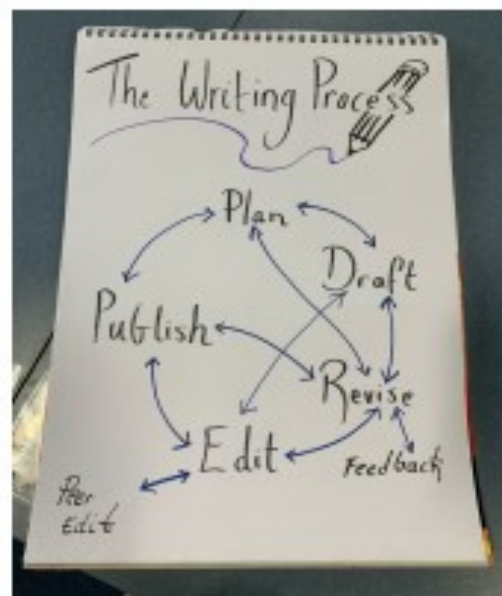 The Writing Process
Plan
Draft
Publish
Revise
Edit
Feedback
Peer
Edit